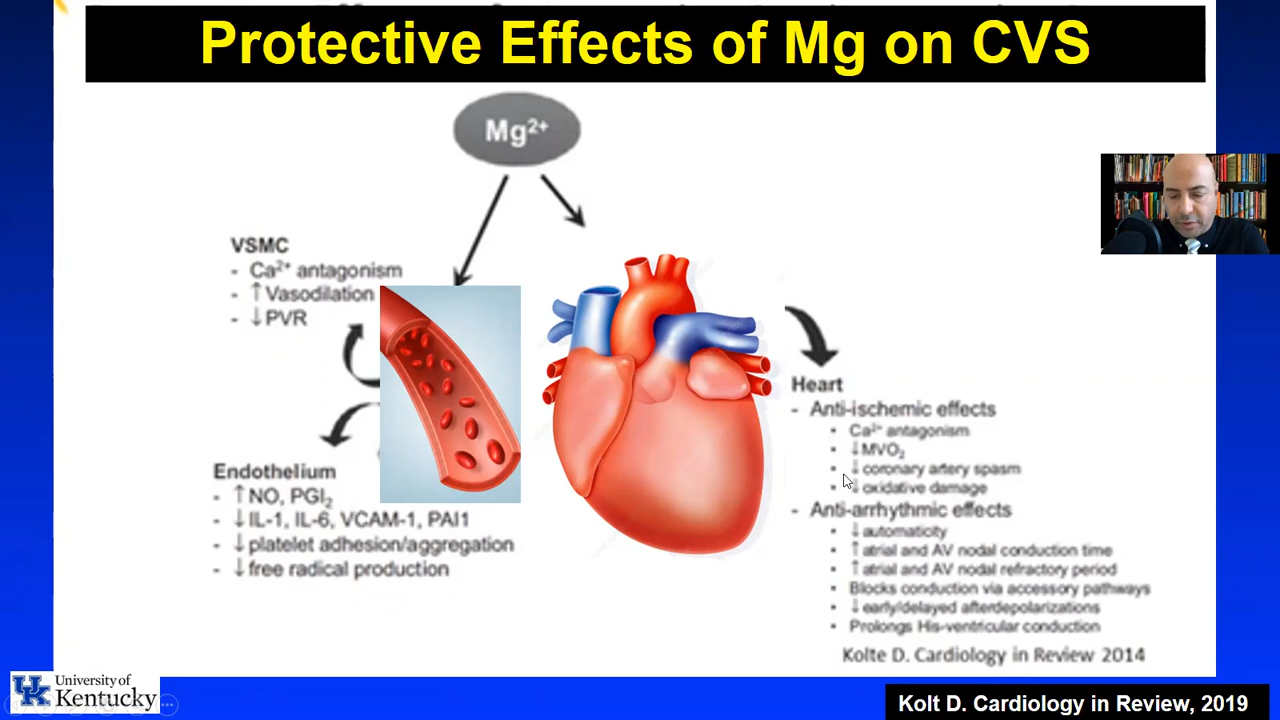 Protective Effects of Mg on CVS
Mg²⁺
VSMC
- Ca²⁺ antagonism
- ↑Vasodilation
- ↓PVR
Endothelium
- ↑NO, PGI₂
- ↓IL-1, IL-6, VCAM-1, PAI1
- ↓platelet adhesion/aggregation
- ↓free radical production
Heart
- Anti-ischemic effects
• Ca²⁺ antagonism
• ↓MVO₂
• ↓coronary artery spasm
• ↓oxidative damage
- Anti-arrhythmic effects
• ↓automaticity
• ↑atrial and AV nodal conduction time
• ↑atrial and AV nodal refractory period
• Blocks conduction via accessory pathways
• ↓early/delayed afterdepolarizations
• Prolongs His-ventricular conduction
Kolte D. Cardiology in Review 2014
UK University of
Kentucky
Kolt D. Cardiology in Review, 2019